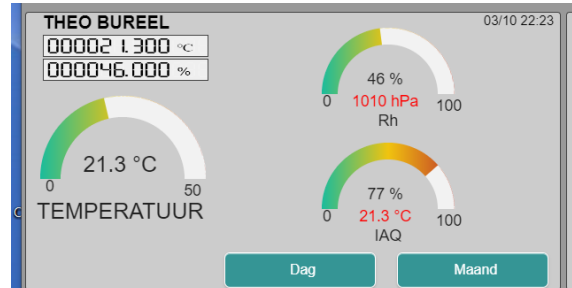 THEO BUREEL
03/10 22:23
000021.300 °C
000046.000 %
46 %
1010 hPa
0 100
Rh
21.3 °C
0 50
TEMPERATUUR
77 %
21.3 °C
0 100
IAQ
Dag Maand